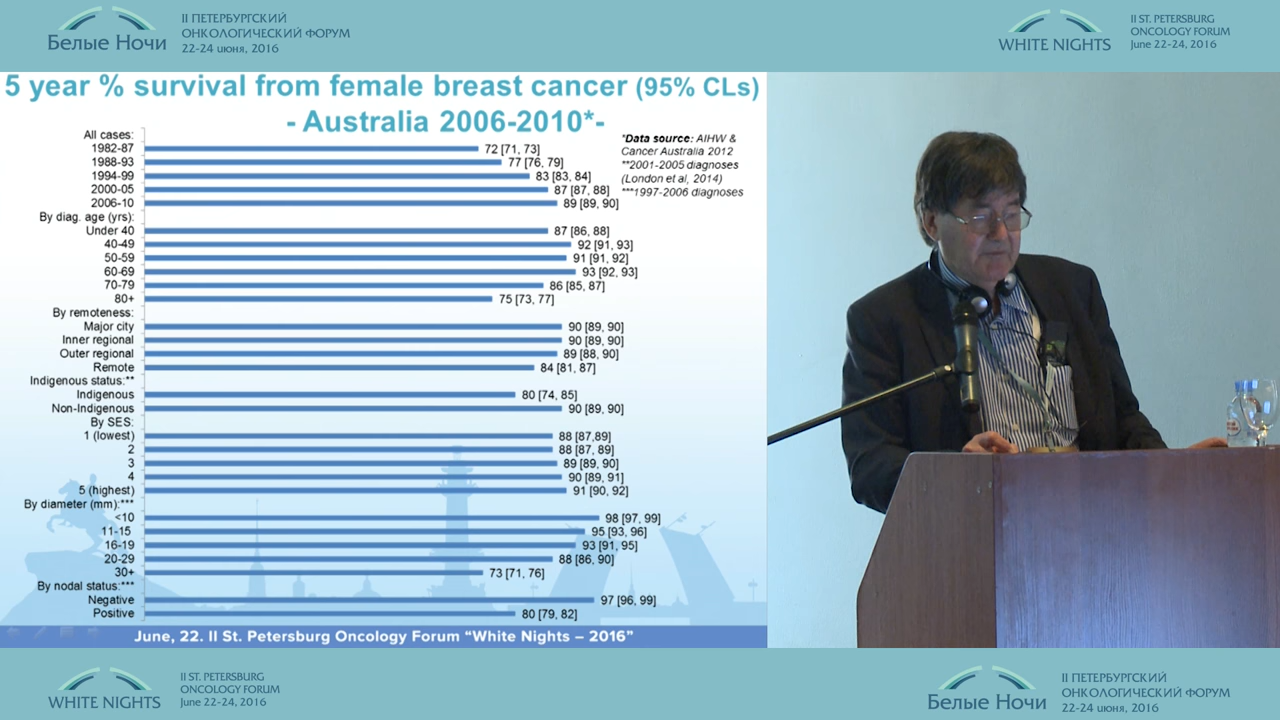 II ПЕТЕРБУРГСКИЙ
ОНКОЛОГИЧЕСКИЙ ФОРУМ
Белые Ночи
22-24 июня, 2016
II ST. PETERSBURG
ONCOLOGY FORUM
WHITE NIGHTS
June 22-24, 2016
5 year % survival from female breast cancer (95% CLs)
- Australia 2006-2010*-
*Data source: AIHW &
Cancer Australia 2012
**2001-2005 diagnoses
(London et al, 2014)
***1997-2006 diagnoses
All cases:
1982-87 72 [71, 73]
1988-93 77 [76, 79]
1994-99 83 [83, 84]
2000-05 87 [87, 88]
2006-10 89 [89, 90]
By diag. age (yrs):
Under 40 87 [86, 88]
40-49 92 [91, 93]
50-59 91 [91, 92]
60-69 93 [92, 93]
70-79 86 [85, 87]
80+ 75 [73, 77]
By remoteness:
Major city 90 [89, 90]
Inner regional 90 [89, 90]
Outer regional 89 [88, 90]
Remote 84 [81, 87]
Indigenous status:**
Indigenous 80 [74, 85]
Non-Indigenous 90 [89, 90]
By SES:
1 (lowest) 88 [87,89]
2 88 [87, 89]
3 89 [89, 90]
4 90 [89, 91]
5 (highest) 91 [90, 92]
By diameter (mm):***
<10 98 [97, 99]
11-15 95 [93, 96]
16-19 93 [91, 95]
20-29 88 [86, 90]
30+ 73 [71, 76]
By nodal status:***
Negative 97 [96, 99]
Positive 80 [79, 82]
June, 22. II St. Petersburg Oncology Forum “White Nights – 2016”
II ST. PETERSBURG
ONCOLOGY FORUM
WHITE NIGHTS
June 22-24, 2016
II ПЕТЕРБУРГСКИЙ
ОНКОЛОГИЧЕСКИЙ ФОРУМ
Белые Ночи
22-24 июня, 2016